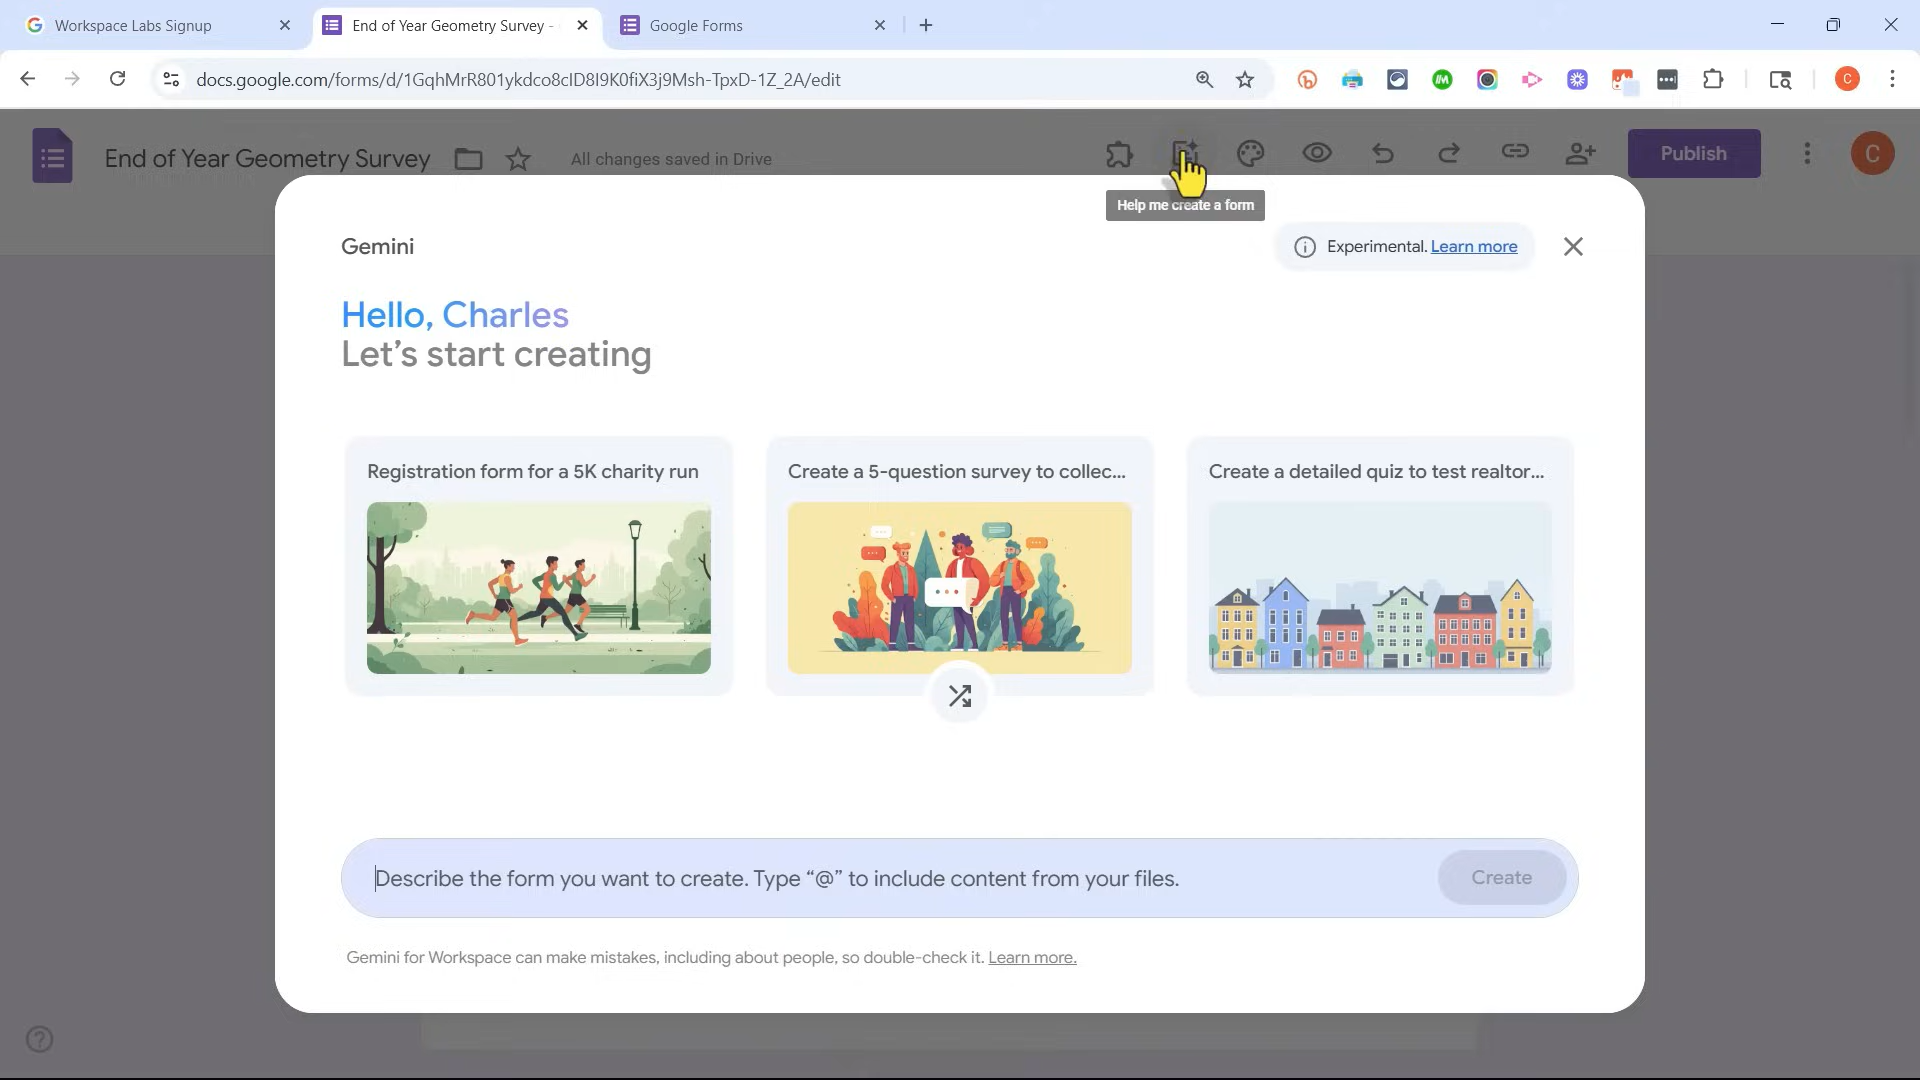 Workspace Labs Signup
End of Year Geometry Survey -
Google Forms
docs.google.com/forms/d/1GqhMrR801ykdco8cID8I9K0fiX3j9Msh-TpxD-1Z_2A/edit
C
End of Year Geometry Survey
All changes saved in Drive
Publish
C
Help me create a form
Gemini
Experimental. Learn more
Hello, Charles
Let's start creating
Registration form for a 5K charity run
Create a 5-question survey to collec...
Create a detailed quiz to test realtor...
Describe the form you want to create. Type “@” to include content from your files.
Create
Gemini for Workspace can make mistakes, including about people, so double-check it. Learn more.